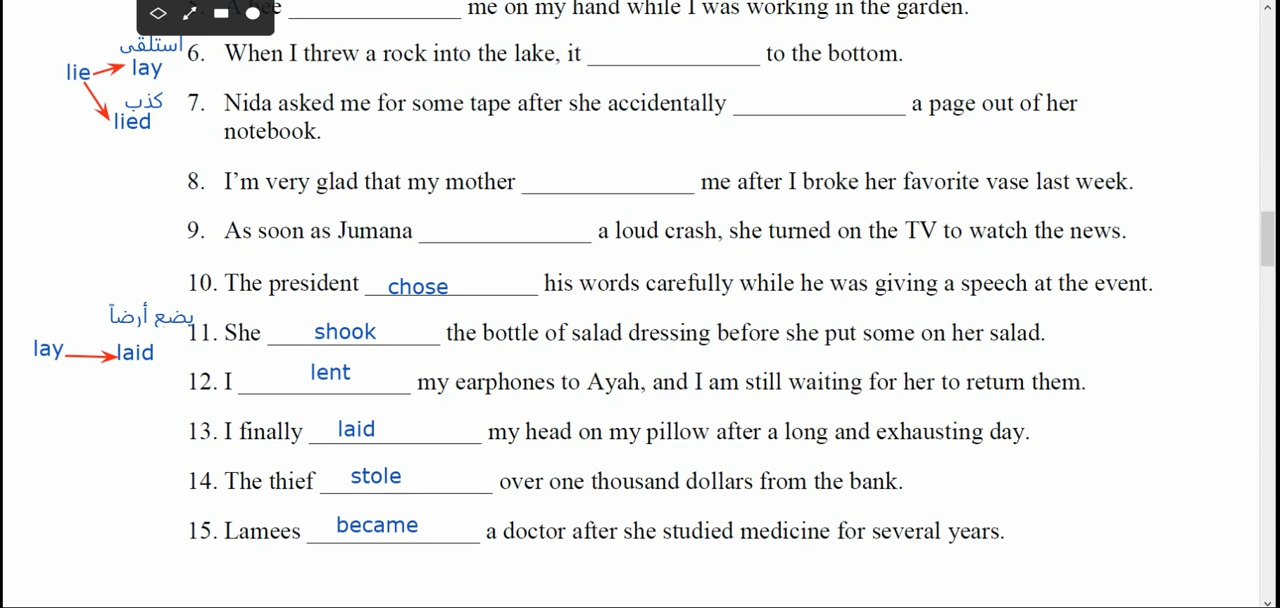 bee ______ me on my hand while I was working in the garden.
استلقى
6. When I threw a rock into the lake, it ______ to the bottom.
lie lay
كذب
7. Nida asked me for some tape after she accidentally ______ a page out of her
lied
notebook.
8. I'm very glad that my mother ______ me after I broke her favorite vase last week.
9. As soon as Jumana ______ a loud crash, she turned on the TV to watch the news.
10. The president chose his words carefully while he was giving a speech at the event.
يضع أرضاً
11. She shook the bottle of salad dressing before she put some on her salad.
lay laid
12. I lent my earphones to Ayah, and I am still waiting for her to return them.
13. I finally laid my head on my pillow after a long and exhausting day.
14. The thief stole over one thousand dollars from the bank.
15. Lamees became a doctor after she studied medicine for several years.